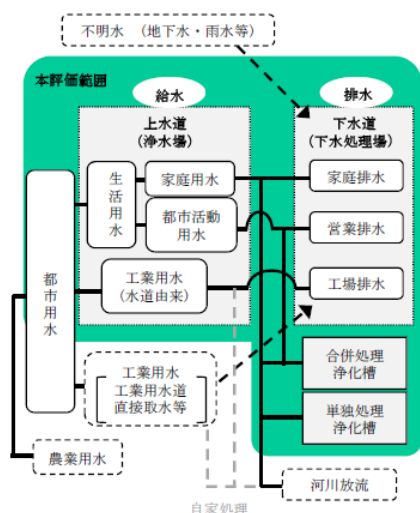 不明水 （地下水・雨水等）
本評価範囲
給水
排水
上水道
（浄水場）
下水道
（下水処理場）
生活用水
家庭用水
家庭排水
都市活動
用水
営業排水
都市用水
工業用水
（水道由来）
工場排水
工業用水
工業用水道
直接取水等
合併処理
浄化槽
単独処理
浄化槽
農業用水
河川放流
自家処理